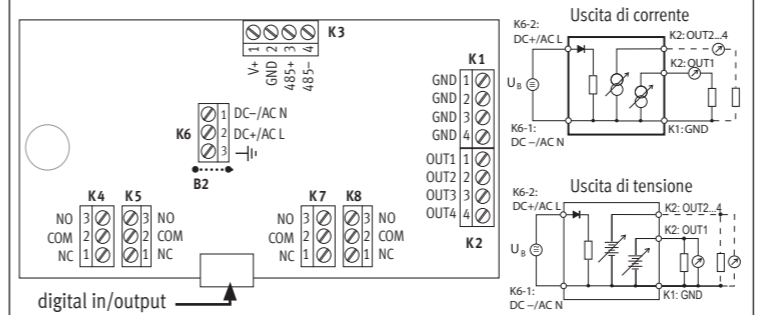 K3
1 2 3 4
V+
GND
485+
485–
K1
GND 1
GND 2
GND 3
GND 4
OUT1 1
OUT2 2
OUT3 3
OUT4 4
K2
K6
1 DC–/AC N
2 DC+/AC L
3
B2
K4
NO 3
COM 2
NC 1
K5
3 NO
2 COM
1 NC
K7
NO 3
COM 2
NC 1
K8
3 NO
2 COM
1 NC
digital in/output
Uscita di corrente
K6-2:
DC+/AC L
K2: OUT2...4
K2: OUT1
UB
K6-1:
DC –/AC N
K1:GND
Uscita di tensione
K6-2:
DC+/AC L
K2: OUT2...4
K2: OUT1
UB
K6-1:
DC –/AC N
K1: GND